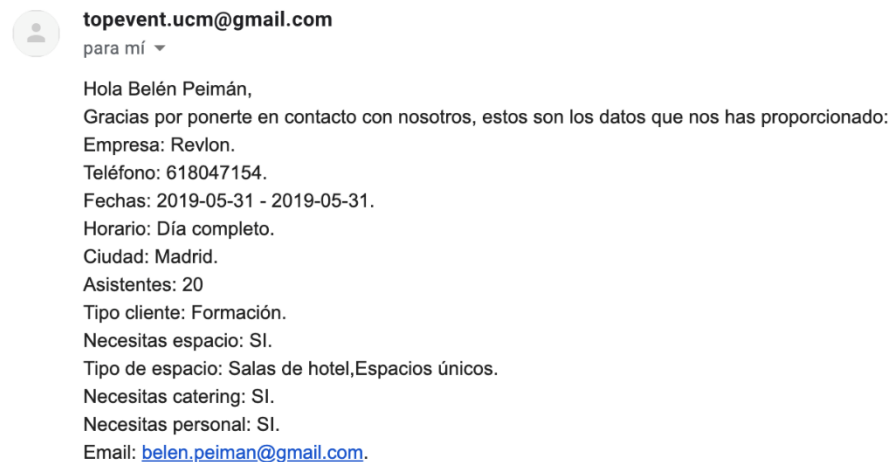 topevent.ucm@gmail.com
para mí
Hola Belén Peimán,
Gracias por ponerte en contacto con nosotros, estos son los datos que nos has proporcionado:
Empresa: Revlon.
Teléfono: 618047154.
Fechas: 2019-05-31 - 2019-05-31.
Horario: Día completo.
Ciudad: Madrid.
Asistentes: 20
Tipo cliente: Formación.
Necesitas espacio: SI.
Tipo de espacio: Salas de hotel,Espacios únicos.
Necesitas catering: SI.
Necesitas personal: SI.
Email: belen.peiman@gmail.com.